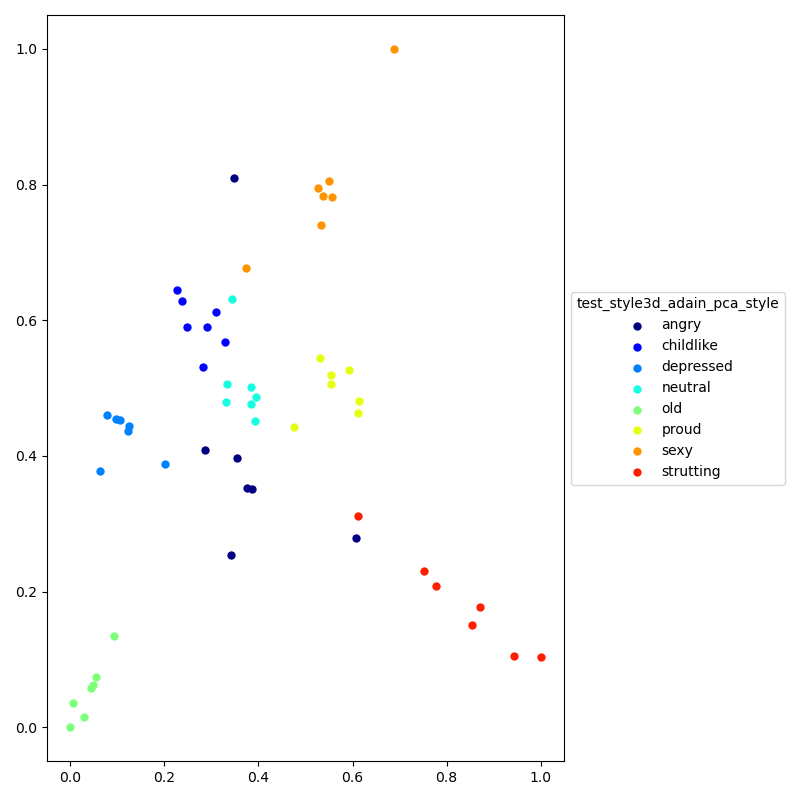 1.0
0.8
0.6
0.4
0.2
0.0
0.0 0.2 0.4 0.6 0.8 1.0
test_style3d_adain_pca_style
angry
childlike
depressed
neutral
old
proud
sexy
strutting